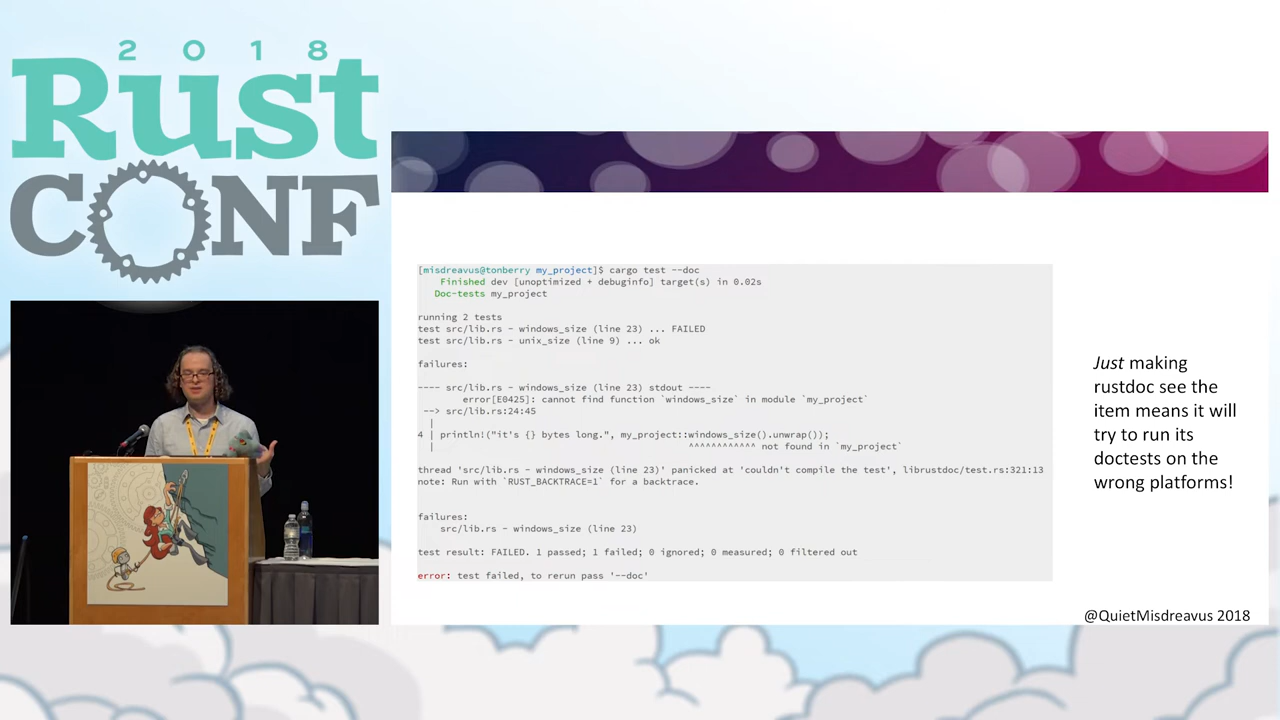 2018
Rust
CONF
[misdreavus@tonberry my_project]$ cargo test --doc
Finished dev [unoptimized + debuginfo] target(s) in 0.02s
Doc-tests my_project
running 2 tests
test src/lib.rs - windows_size (line 23) ... FAILED
test src/lib.rs - unix_size (line 9) ... ok
failures:
---- src/lib.rs - windows_size (line 23) stdout ----
error[E0425]: cannot find function `windows_size` in module `my_project`
--> src/lib.rs:24:45
|
4 | println!("it's {} bytes long.", my_project::windows_size().unwrap());
| ^^^^^^^^^^^^ not found in `my_project`
thread 'src/lib.rs - windows_size (line 23)' panicked at 'couldn't compile the test', librustdoc/test.rs:321:13
note: Run with `RUST_BACKTRACE=1` for a backtrace.
failures:
src/lib.rs - windows_size (line 23)
test result: FAILED. 1 passed; 1 failed; 0 ignored; 0 measured; 0 filtered out
error: test failed, to rerun pass '--doc'
Just making
rustdoc see the
item means it will
try to run its
doctests on the
wrong platforms!
@QuietMisdreavus 2018